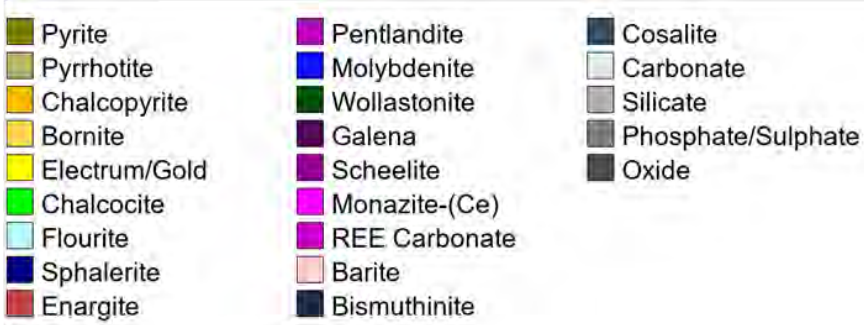 Pyrite
Pyrrhotite
Chalcopyrite
Bornite
Electrum/Gold
Chalcocite
Flourite
Sphalerite
Enargite
Pentlandite
Molybdenite
Wollastonite
Galena
Scheelite
Monazite-(Ce)
REE Carbonate
Barite
Bismuthinite
Cosalite
Carbonate
Silicate
Phosphate/Sulphate
Oxide